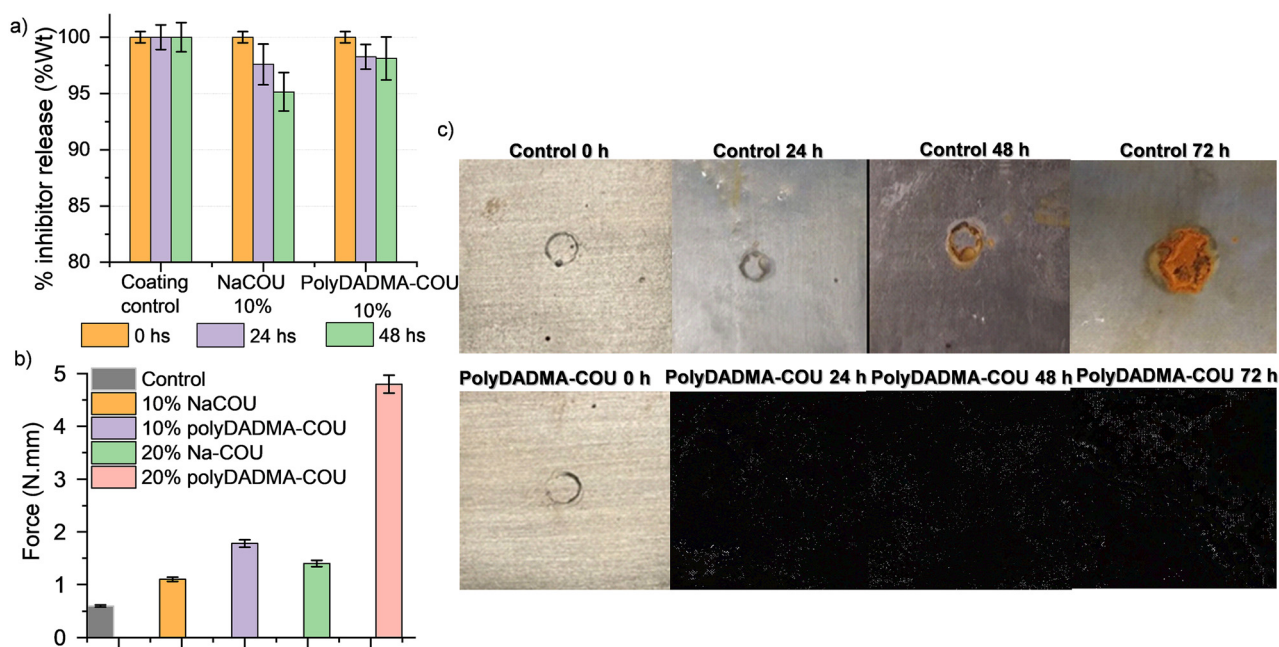 a)
% inhibitor release (%Wt)
100
95
90
85
80
Coating
control
NaCOU
10%
PolyDADMA-COU
10%
0 hs
24 hs
48 hs
b)
Force (N.mm)
5
4
3
2
1
0
Control
10% NaCOU
10% polyDADMA-COU
20% Na-COU
20% polyDADMA-COU
c)
Control 0 h
Control 24 h
Control 48 h
Control 72 h
PolyDADMA-COU 0 h
PolyDADMA-COU 24 h
PolyDADMA-COU 48 h
PolyDADMA-COU 72 h